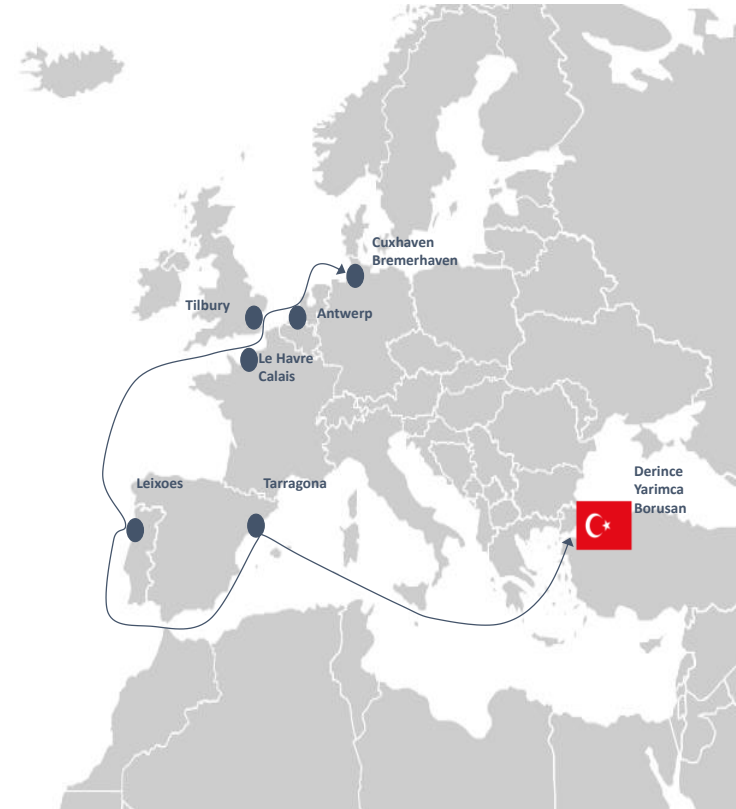 Cuxhaven
Bremerhaven
Tilbury
Antwerp
Le Havre
Calais
Leixoes
Tarragona
Derince
Yarimca
Borusan